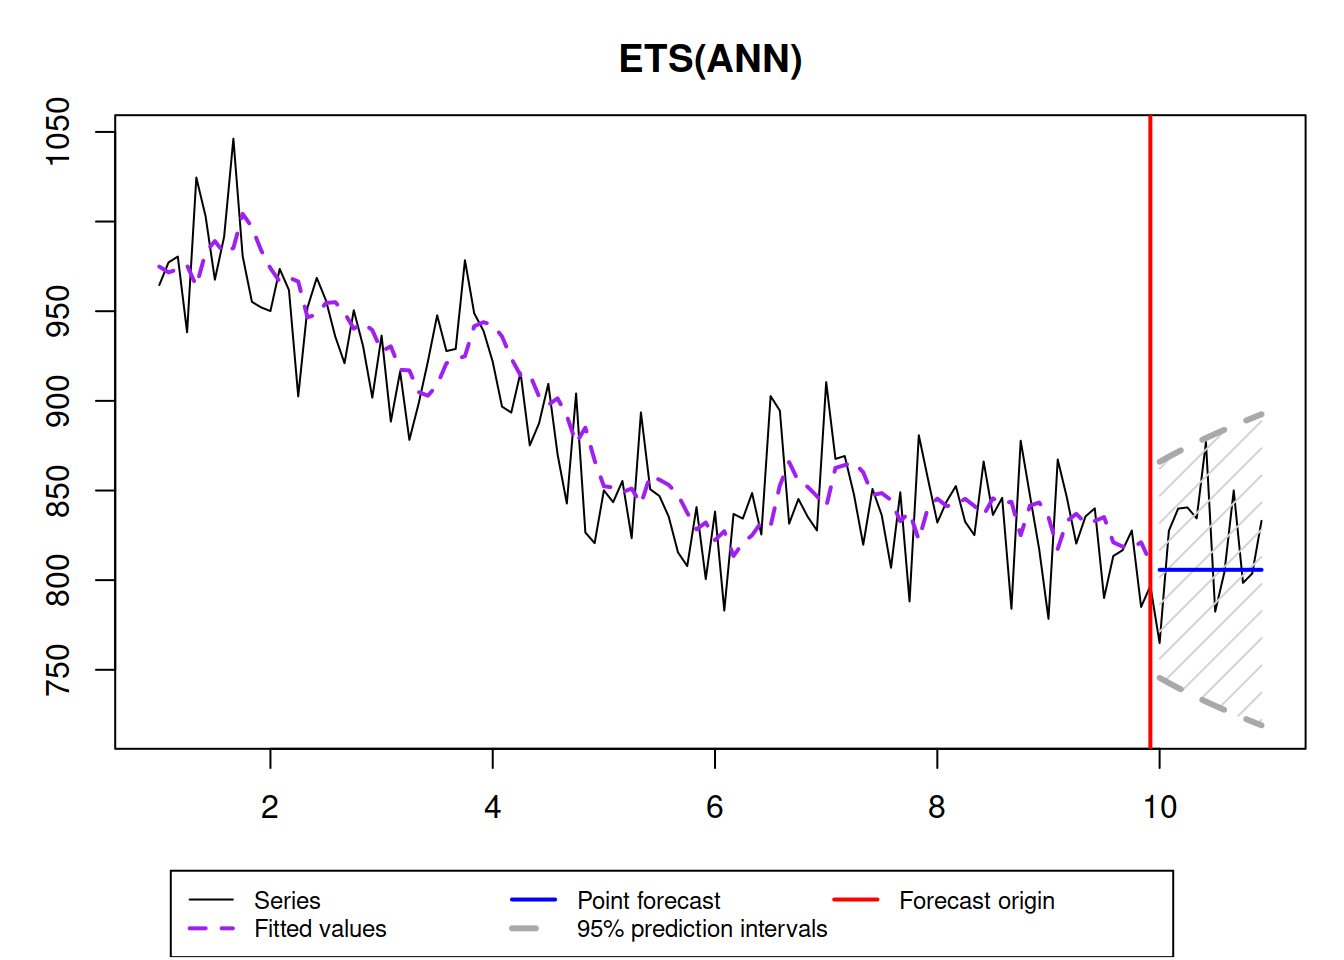 ETS(ANN)
1050
950
900
850
800
750
2 4 6 8 10
Series Point forecast Forecast origin
Fitted values 95% prediction intervals